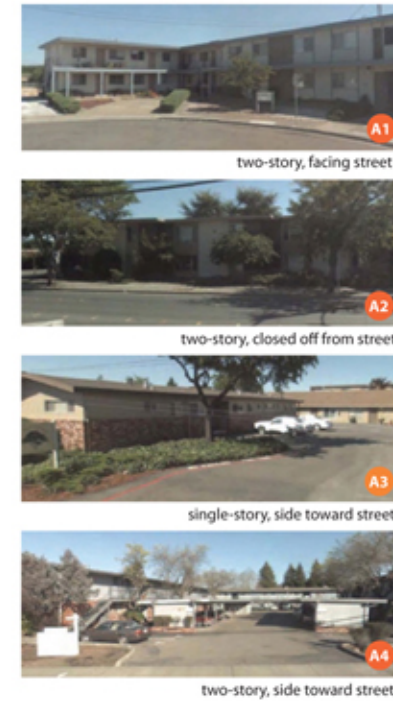 A1
two-story, facing street
A2
two-story, closed off from street
A3
single-story, side toward street
A4
two-story, side toward street